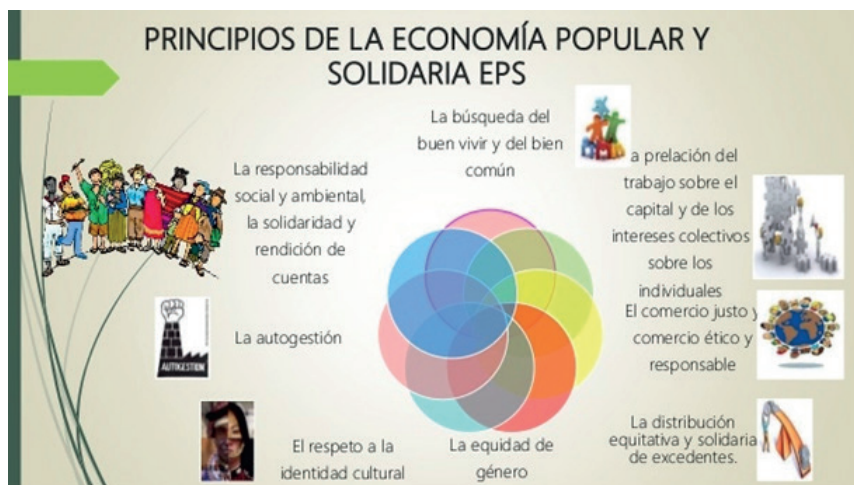 PRINCIPIOS DE LA ECONOMÍA POPULAR Y
SOLIDARIA EPS
La búsqueda del
buen vivir y del bien
común
a prelación del
trabajo sobre el
capital y de los
intereses colectivos
sobre los
individuales
El comercio justo y
comercio ético y
responsable
La distribución
equitativa y solidaria
de excedentes.
La equidad de
género
El respeto a la
identidad cultural
La autogestión
AUTOGESTION
La responsabilidad
social y ambiental,
la solidaridad y
rendición de
cuentas